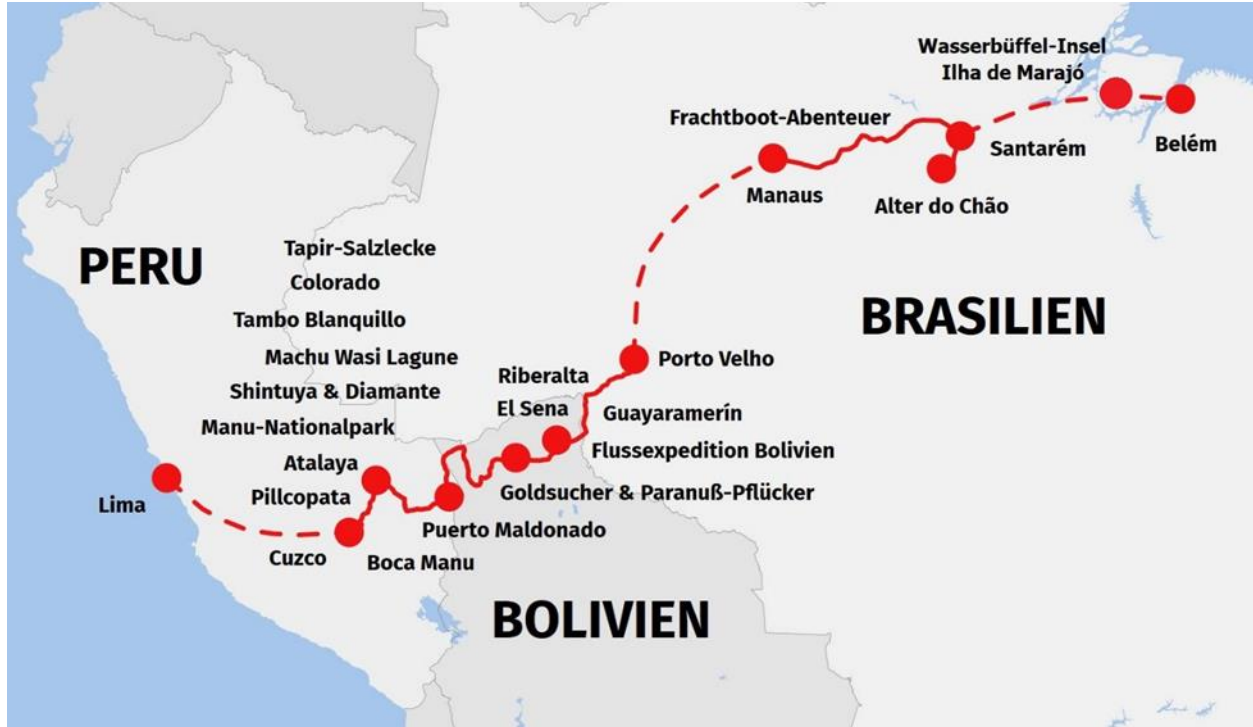 Wasserbüffel-Insel
Ilha de Marajó
Frachtboot-Abenteuer
Santarém
Belém
Manaus
Alter do Chão
PERU
Tapir-Salzlecke
Colorado
BRASILIEN
Tambo Blanquillo
Machu Wasi Lagune
Porto Velho
Riberalta
Shintuya & Diamante
El Sena
Guayaramerín
Manu-Nationalpark
Flussexpedition Bolivien
Atalaya
Goldsucher & Paranuß-Pflücker
Pillcopata
Lima
Puerto Maldonado
Cuzco
Boca Manu
BOLIVIEN